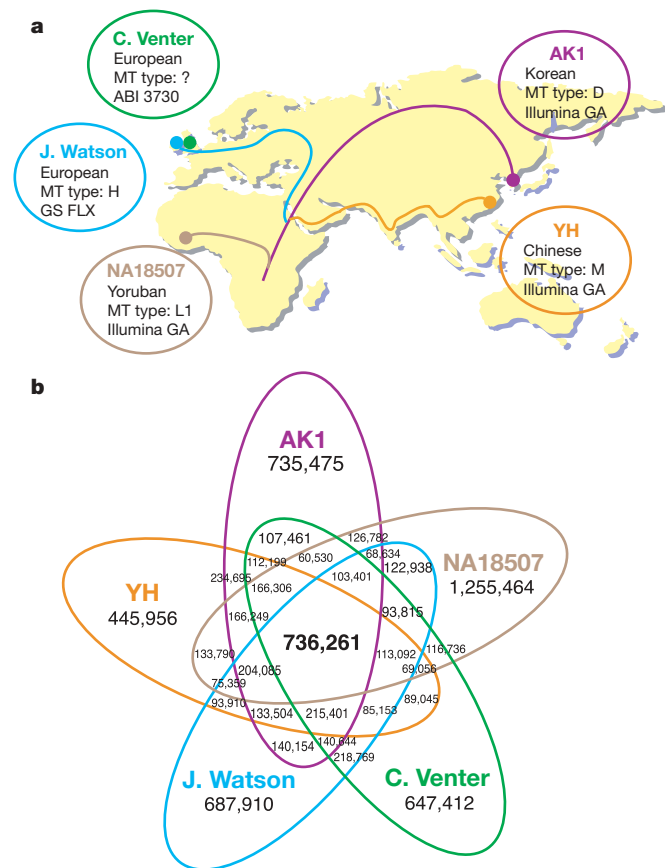 a
C. Venter
European
MT type: ?
ABI 3730
AK1
Korean
MT type: D
Illumina GA
J. Watson
European
MT type: H
GS FLX
NA18507
Yoruban
MT type: L1
Illumina GA
YH
Chinese
MT type: M
Illumina GA
b
AK1
735,475
NA18507
1,255,464
YH
445,956
107,461
126,782
60,530
68,634
112,199
122,938
234,695
103,401
166,306
166,249
93,815
736,261
133,790
113,092
116,736
204,085
69,056
75,359
93,910
89,045
133,504
215,401
85,153
140,154
140,644
218,769
J. Watson
687,910
C. Venter
647,412